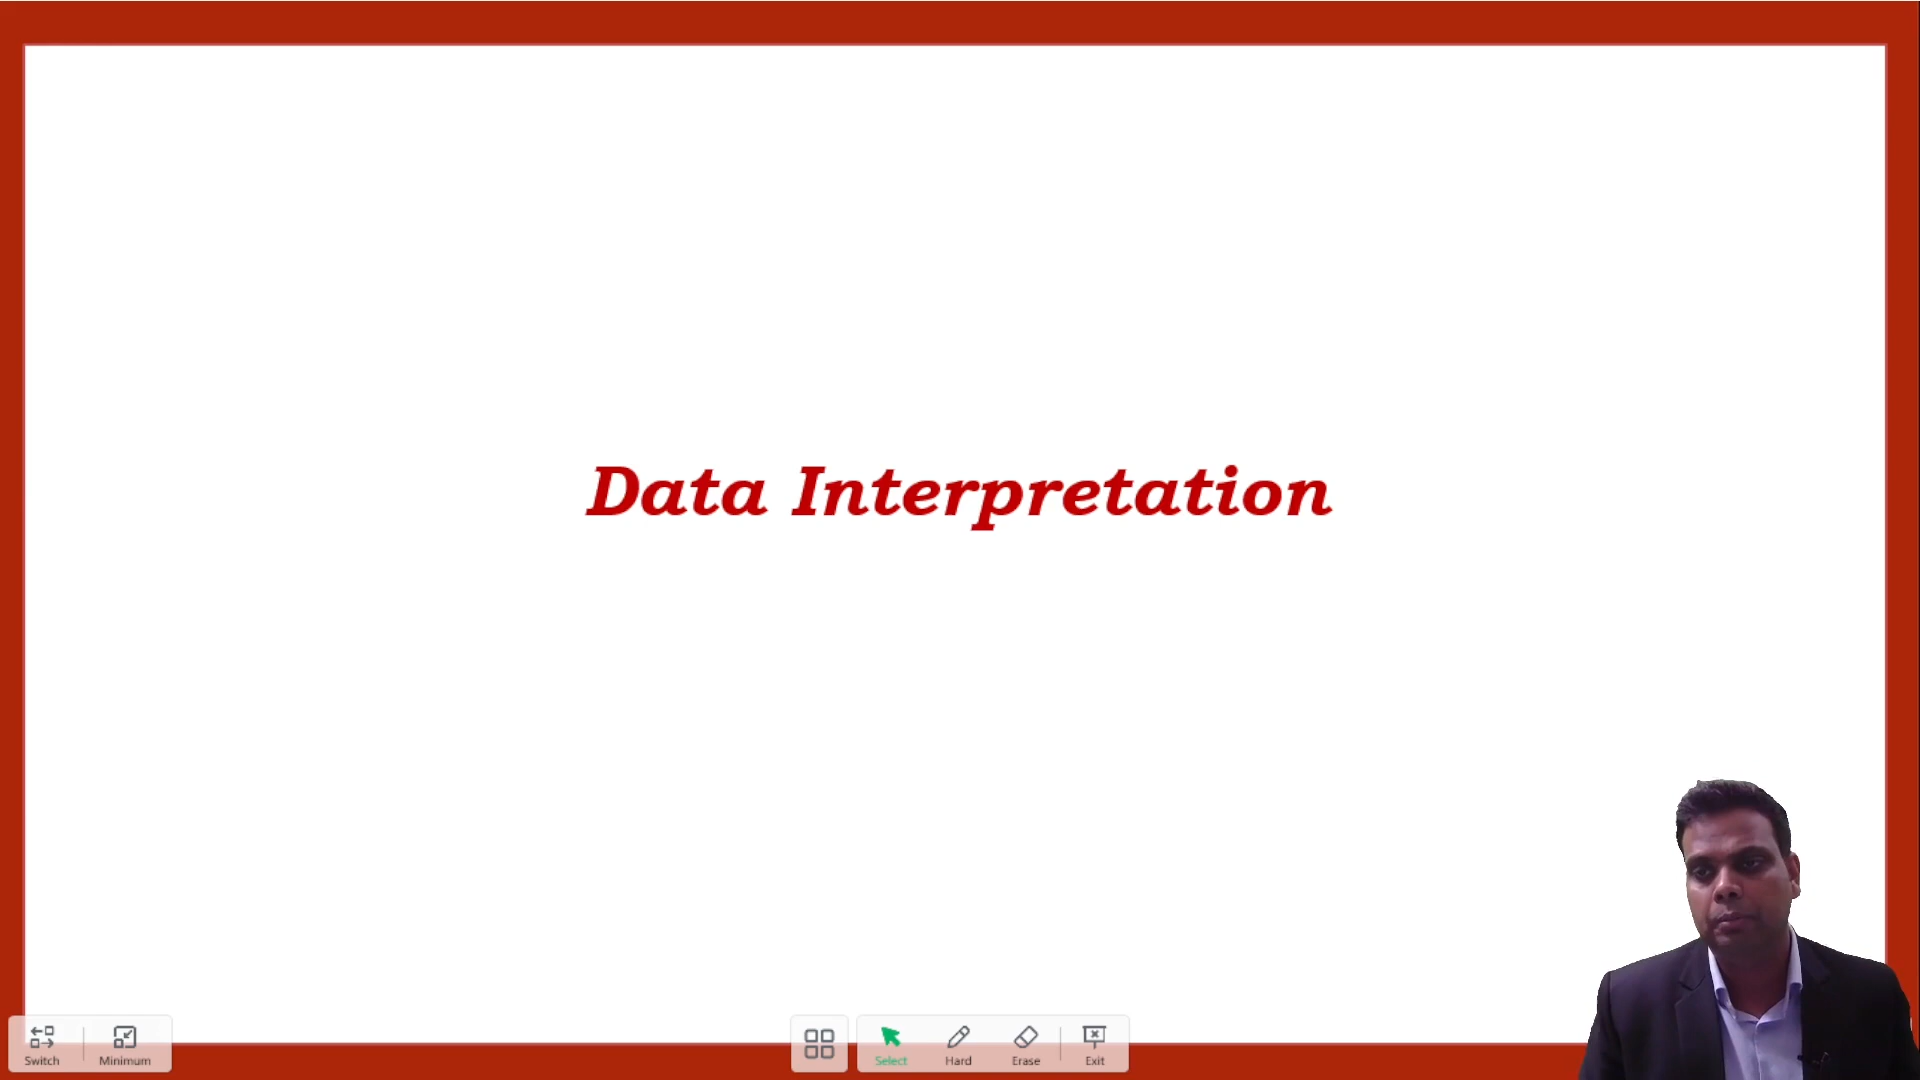 Data Interpretation
Switch
Minimum
Select
Hard
Erase
Exit